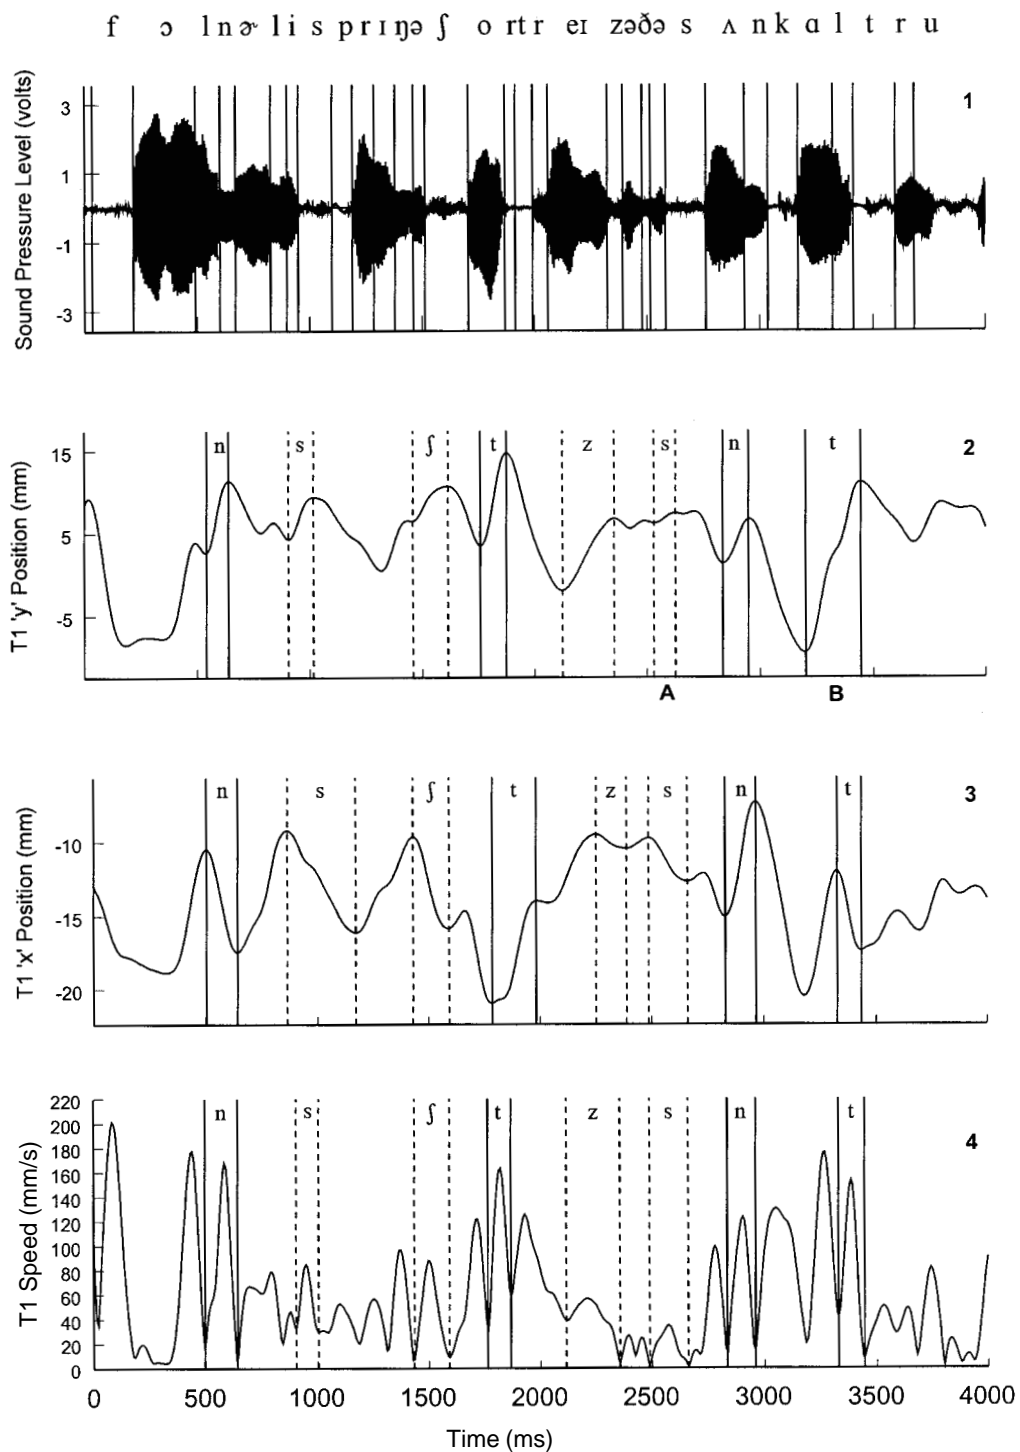 f ɔ l n ɚ l i s p r ɪ ŋ ə ʃ o r t r eɪ z ə ð ə s ʌ n k ɑ l t r u
Sound Pressure Level (volts)
3
1
-1
-3
1
T1 'y' Position (mm)
15
5
-5
n s ʃ t z s n t
2
A B
T1 'x' Position (mm)
-10
-15
-20
n s ʃ t z s n t
3
T1 Speed (mm/s)
220
200
180
160
140
120
100
80
60
40
20
0
n s ʃ t z s n t
4
0 500 1000 1500 2000 2500 3000 3500 4000
Time (ms)